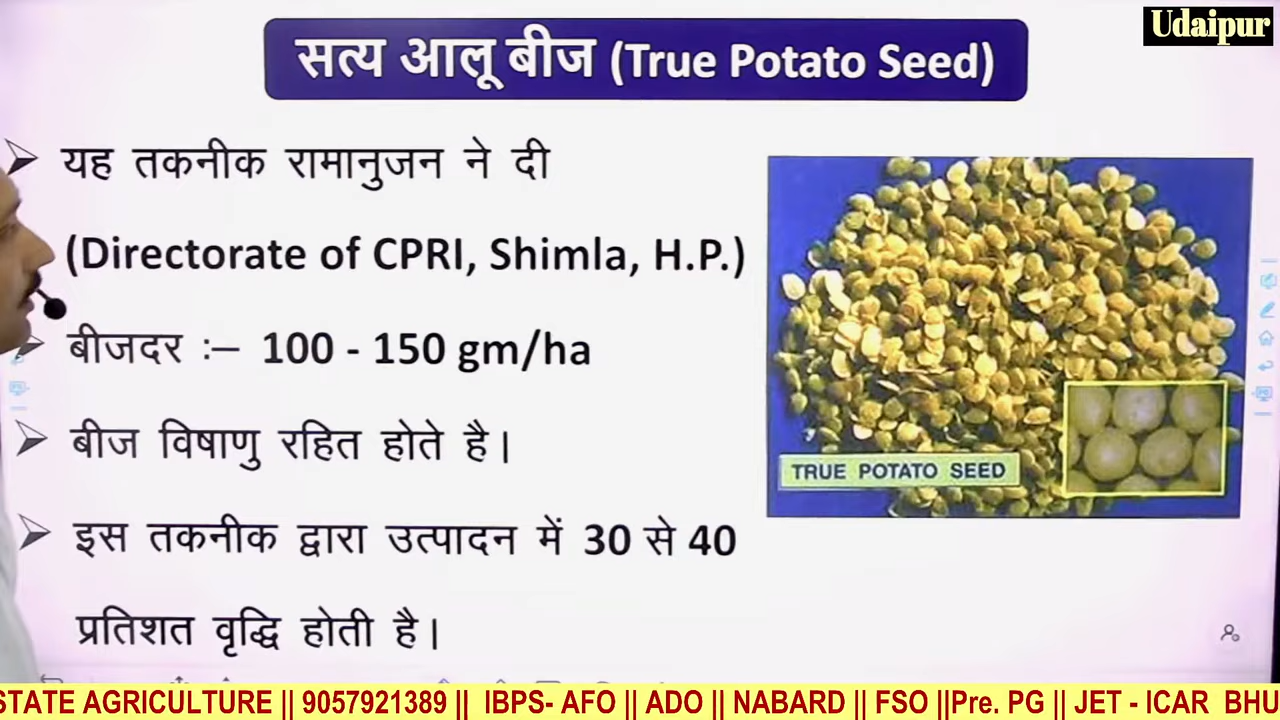 Udaipur
सत्य आलू बीज (True Potato Seed)
यह तकनीक रामानुजन ने दी
(Directorate of CPRI, Shimla, H.P.)
बीजदर :– 100 - 150 gm/ha
बीज विषाणु रहित होते है।
इस तकनीक द्वारा उत्पादन में 30 से 40
प्रतिशत वृद्धि होती है।
TRUE POTATO SEED
STATE AGRICULTURE || 9057921389 || IBPS- AFO || ADO || NABARD || FSO ||Pre. PG || JET - ICAR BHU